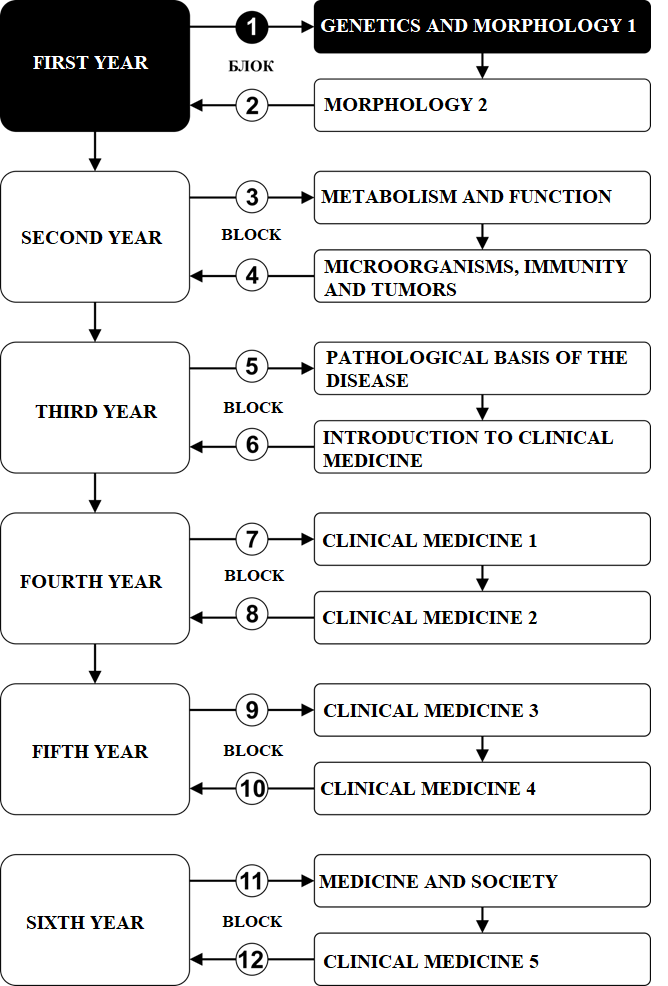 FIRST YEAR
1
GENETICS AND MORPHOLOGY 1
БЛОК
2
MORPHOLOGY 2
SECOND YEAR
3
METABOLISM AND FUNCTION
BLOCK
4
MICROORGANISMS, IMMUNITY
AND TUMORS
THIRD YEAR
5
PATHOLOGICAL BASIS OF THE
DISEASE
BLOCK
6
INTRODUCTION TO CLINICAL
MEDICINE
FOURTH YEAR
7
CLINICAL MEDICINE 1
BLOCK
8
CLINICAL MEDICINE 2
FIFTH YEAR
9
CLINICAL MEDICINE 3
BLOCK
10
CLINICAL MEDICINE 4
SIXTH YEAR
11
MEDICINE AND SOCIETY
BLOCK
12
CLINICAL MEDICINE 5